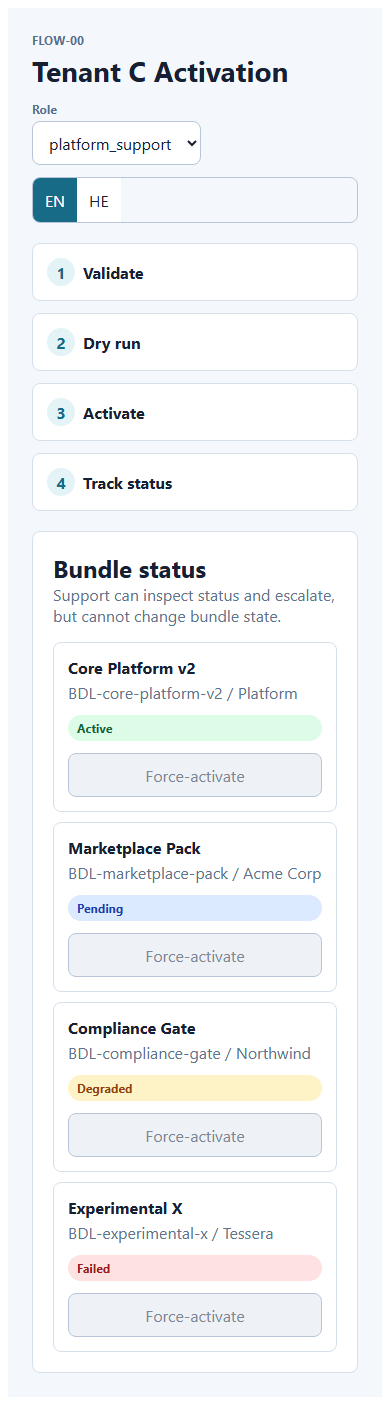 FLOW-00
Tenant C Activation
Role
platform_support
EN
HE
1 Validate
2 Dry run
3 Activate
4 Track status
Bundle status
Support can inspect status and escalate,
but cannot change bundle state.
Core Platform v2
BDL-core-platform-v2 / Platform
Active
Force-activate
Marketplace Pack
BDL-marketplace-pack / Acme Corp
Pending
Force-activate
Compliance Gate
BDL-compliance-gate / Northwind
Degraded
Force-activate
Experimental X
BDL-experimental-x / Tessera
Failed
Force-activate